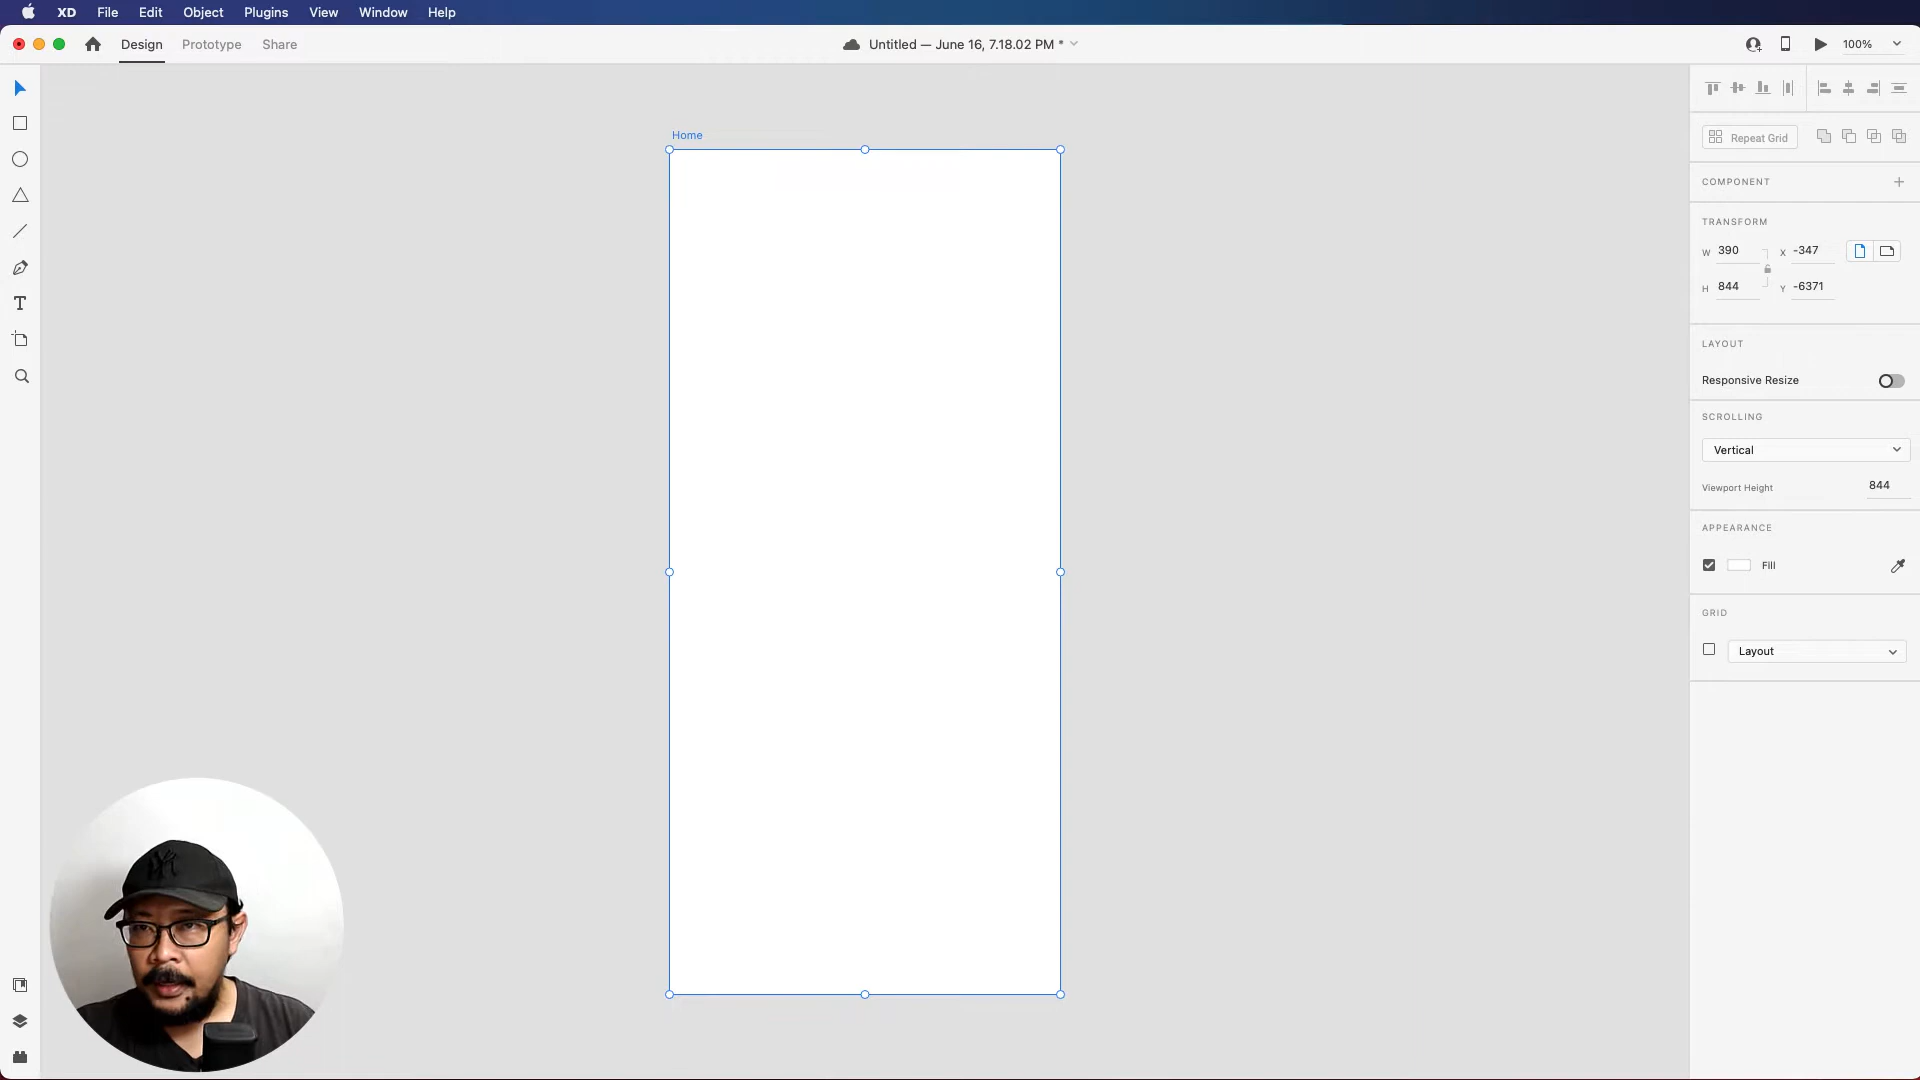 XD File Edit Object Plugins View Window Help
Design Prototype Share
Untitled — June 16, 7.18.02 PM *
100%
Home
Repeat Grid
COMPONENT
TRANSFORM
W 390 X -347
H 844 Y -6371
LAYOUT
Responsive Resize
SCROLLING
Vertical
Viewport Height 844
APPEARANCE
Fill
GRID
Layout